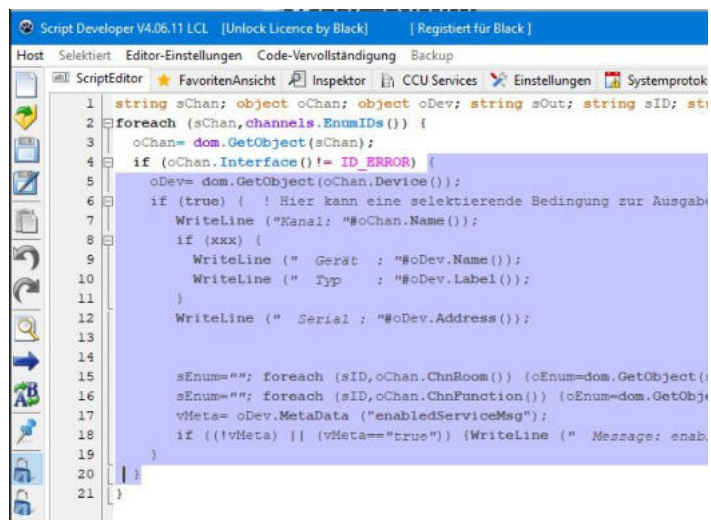 Script Developer V4.06.11 LCL [Unlock Licence by Black] [ Registiert für Black ]
Host Selektiert Editor-Einstellungen Code-Vervollständigung Backup
ScriptEditor FavoritenAnsicht Inspektor CCU Services Einstellungen Systemprotok
1 string sChan; object oChan; object oDev; string sOut; string sID; str
2 foreach (sChan,channels.EnumIDs()) {
3 oChan= dom.GetObject(sChan);
4 if (oChan.Interface()!= ID_ERROR) {
5 oDev= dom.GetObject(oChan.Device());
6 if (true) { ! Hier kann eine selektierende Bedingung zur Ausgabe
7 WriteLine ("Kanal: "#oChan.Name());
8 if (xxx) {
9 WriteLine (" Gerät : "#oDev.Name());
10 WriteLine (" Typ : "#oDev.Label());
11 }
12 WriteLine (" Serial : "#oDev.Address());
13
14
15 sEnum=""; foreach (sID,oChan.ChnRoom()) {oEnum=dom.GetObject(s
16 sEnum=""; foreach (sID,oChan.ChnFunction()) {oEnum=dom.GetObje
17 vMeta= oDev.MetaData ("enabledServiceMsg");
18 if ((!vMeta) || (vMeta=="true")) {WriteLine (" Message: enabl
19 }
20 }
21 }